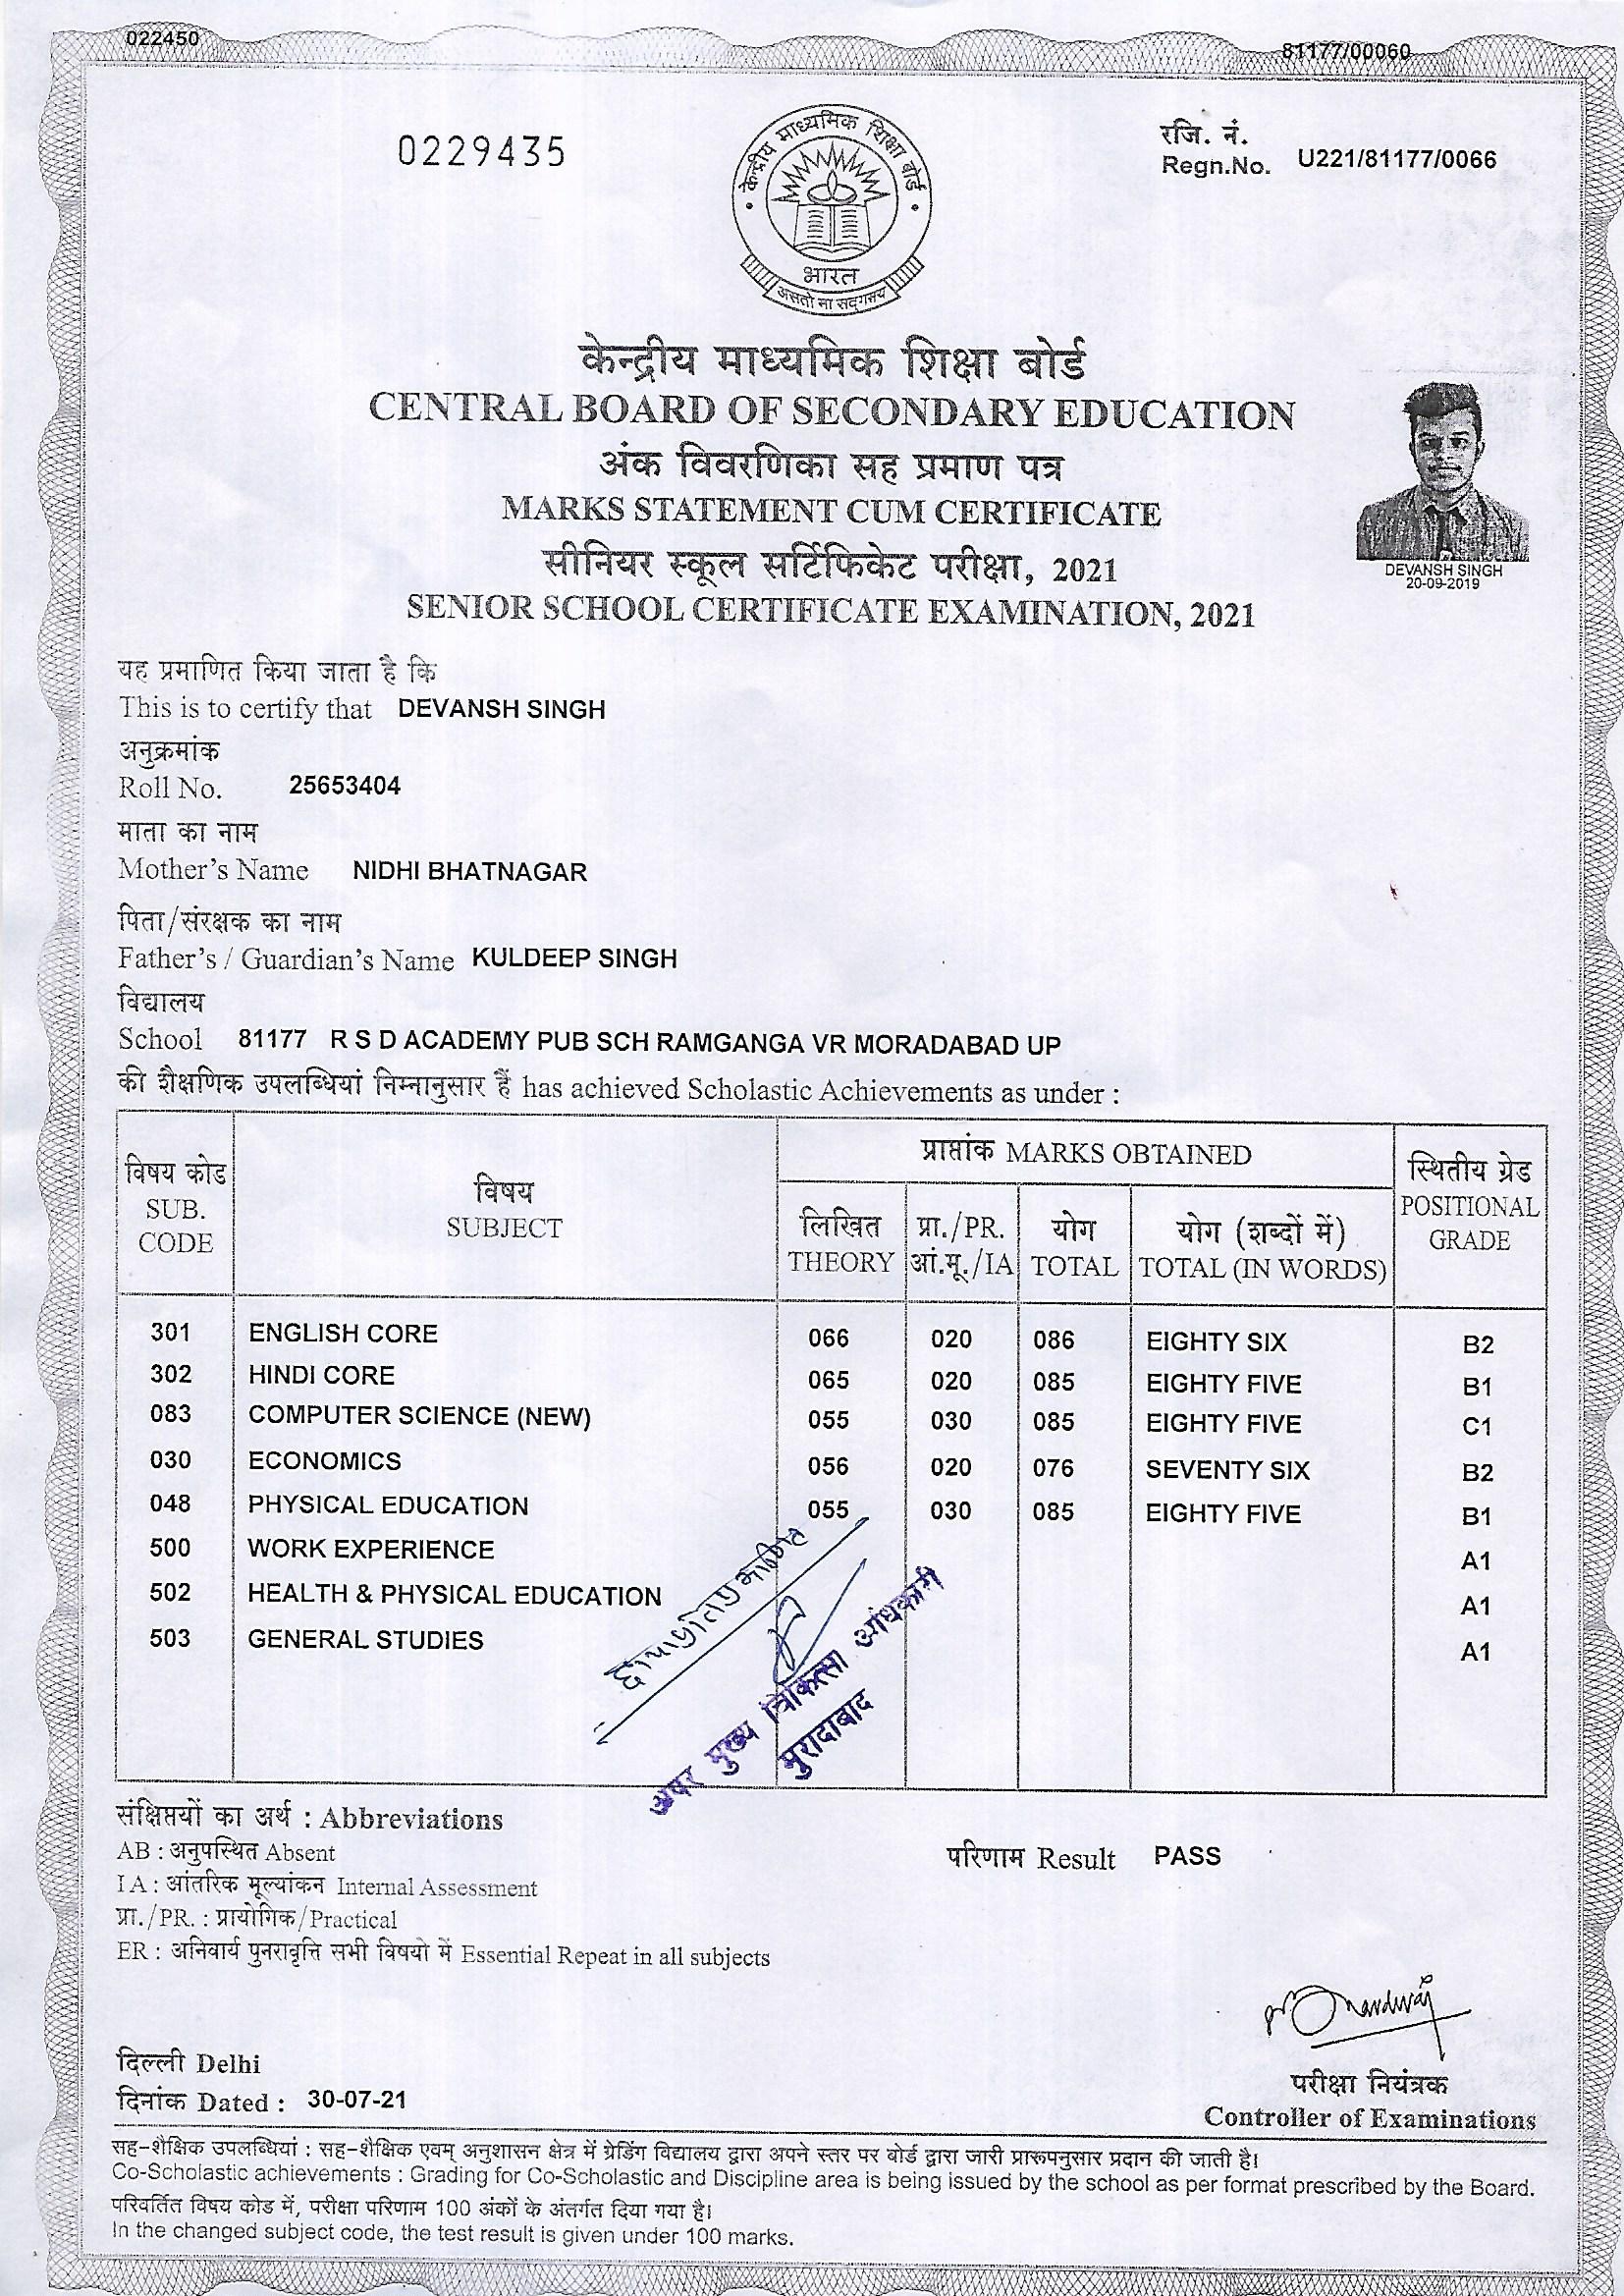 022450
81177/00060
0229435
रजि. नं.
Regn.No. U221/81177/0066
केन्द्रीय माध्यमिक शिक्षा बोर्ड
भारत
असतो मा सद्गमय
केन्द्रीय माध्यमिक शिक्षा बोर्ड
CENTRAL BOARD OF SECONDARY EDUCATION
अंक विवरणिका सह प्रमाण पत्र
MARKS STATEMENT CUM CERTIFICATE
सीनियर स्कूल सर्टिफिकेट परीक्षा, 2021
SENIOR SCHOOL CERTIFICATE EXAMINATION, 2021
DEVANSH SINGH
20-09-2019
यह प्रमाणित किया जाता है कि
This is to certify that DEVANSH SINGH
अनुक्रमांक
Roll No. 25653404
माता का नाम
Mother's Name NIDHI BHATNAGAR
पिता/संरक्षक का नाम
Father's / Guardian's Name KULDEEP SINGH
विद्यालय
School 81177 R S D ACADEMY PUB SCH RAMGANGA VR MORADABAD UP
की शैक्षणिक उपलब्धियां निम्नानुसार हैं has achieved Scholastic Achievements as under :
विषय कोड
SUB.
CODE
विषय
SUBJECT
प्राप्तांक MARKS OBTAINED
लिखित
THEORY
प्रा./PR.
आं.मू./IA
योग
TOTAL
योग (शब्दों में)
TOTAL (IN WORDS)
स्थितीय ग्रेड
POSITIONAL
GRADE
301 ENGLISH CORE 066 020 086 EIGHTY SIX B2
302 HINDI CORE 065 020 085 EIGHTY FIVE B1
083 COMPUTER SCIENCE (NEW) 055 030 085 EIGHTY FIVE C1
030 ECONOMICS 056 020 076 SEVENTY SIX B2
048 PHYSICAL EDUCATION 055 030 085 EIGHTY FIVE B1
500 WORK EXPERIENCE A1
502 HEALTH & PHYSICAL EDUCATION A1
503 GENERAL STUDIES A1
अपर मुख्य चिकित्सा अधिकारी
मुरादाबाद
संक्षिप्तियों का अर्थ : Abbreviations
AB : अनुपस्थित Absent
IA : आंतरिक मूल्यांकन Internal Assessment
प्रा./PR. : प्रायोगिक/Practical
ER : अनिवार्य पुनरावृत्ति सभी विषयो में Essential Repeat in all subjects
परिणाम Result PASS
दिल्ली Delhi
दिनांक Dated : 30-07-21
परीक्षा नियंत्रक
Controller of Examinations
सह-शैक्षिक उपलब्धियां : सह-शैक्षिक एवम् अनुशासन क्षेत्र में ग्रेडिंग विद्यालय द्वारा अपने स्तर पर बोर्ड द्वारा जारी प्रारूपनुसार प्रदान की जाती है।
Co-Scholastic achievements : Grading for Co-Scholastic and Discipline area is being issued by the school as per format prescribed by the Board.
परिवर्तित विषय कोड में, परीक्षा परिणाम 100 अंकों के अंतर्गत दिया गया है।
In the changed subject code, the test result is given under 100 marks.